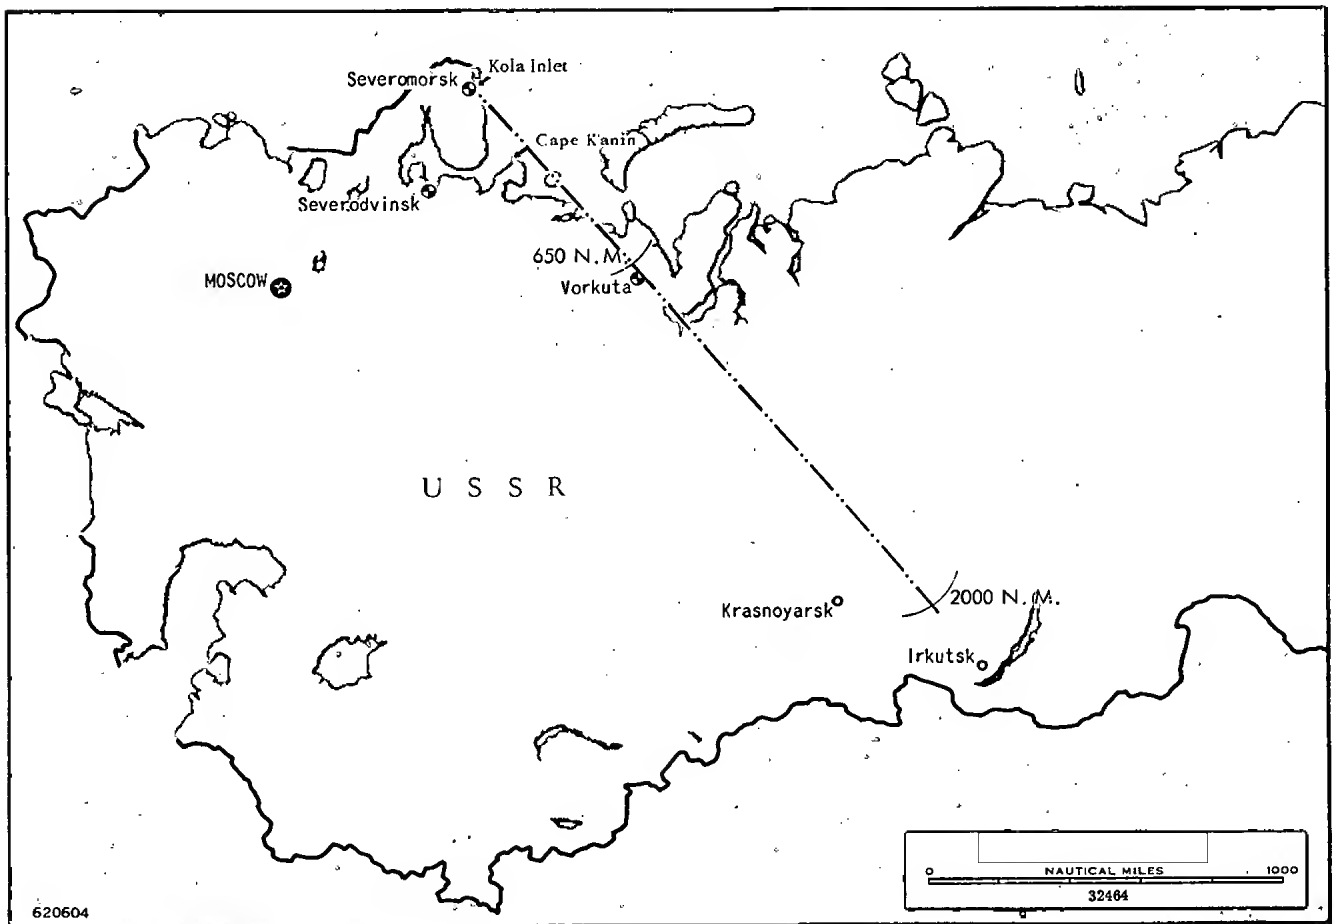 Kola Inlet
Severomorsk
Cape Kanin
Severodvinsk
650 N.M.
MOSCOW
Vorkuta
U S S R
2000 N.M.
Krasnoyarsk
Irkutsk
0 NAUTICAL MILES 1000
32464
620604